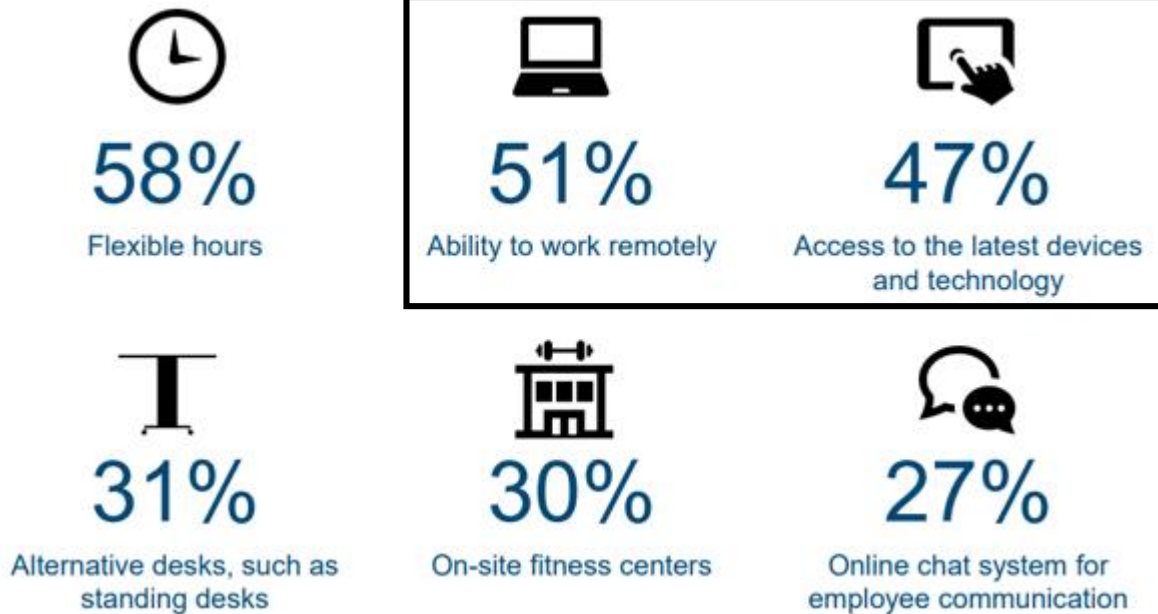 58%
Flexible hours
51%
Ability to work remotely
47%
Access to the latest devices
and technology
31%
Alternative desks, such as
standing desks
30%
On-site fitness centers
27%
Online chat system for
employee communication